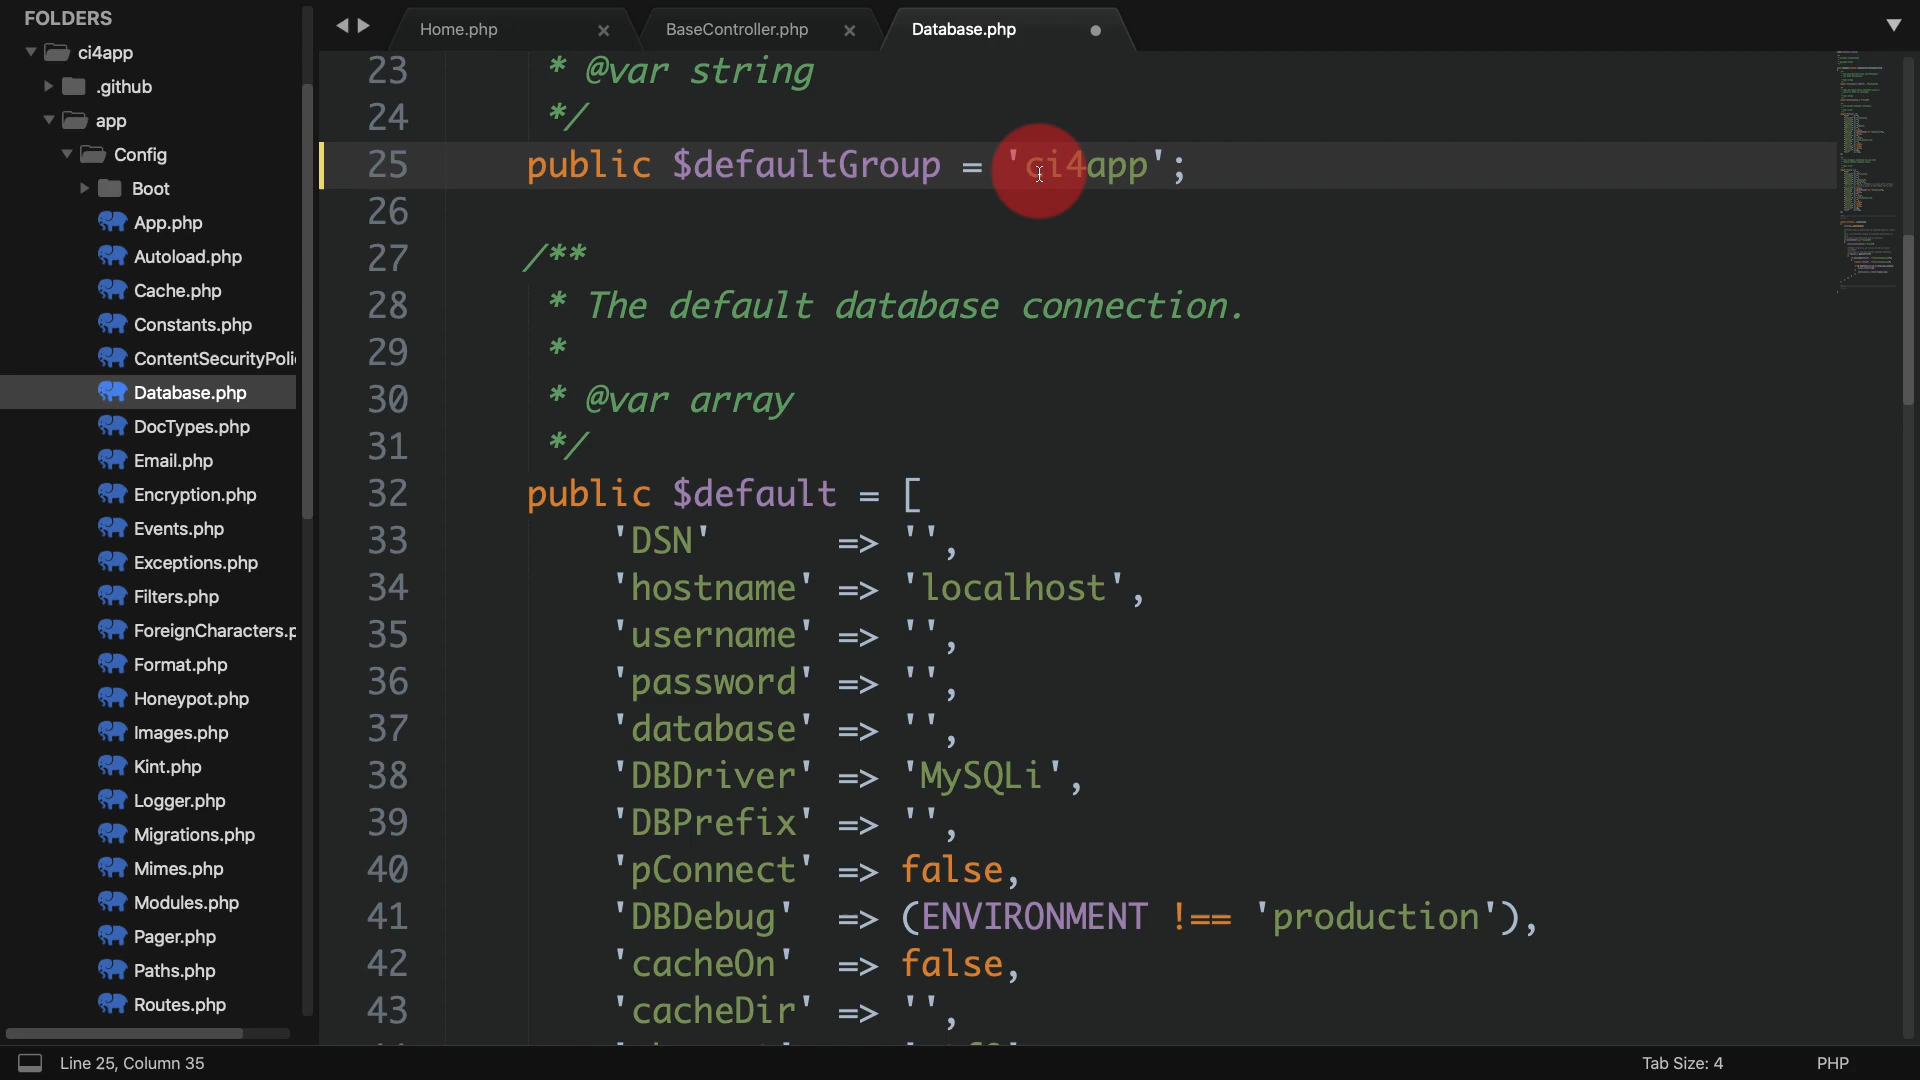 FOLDERS
ci4app
.github
app
Config
Boot
App.php
Autoload.php
Cache.php
Constants.php
ContentSecurityPoli
Database.php
DocTypes.php
Email.php
Encryption.php
Events.php
Exceptions.php
Filters.php
ForeignCharacters.p
Format.php
Honeypot.php
Images.php
Kint.php
Logger.php
Migrations.php
Mimes.php
Modules.php
Pager.php
Paths.php
Routes.php
Home.php × BaseController.php × Database.php
23 * @var string
24 */
25 public $defaultGroup = 'ci4app';
26
27 /**
28 * The default database connection.
29 *
30 * @var array
31 */
32 public $default = [
33 'DSN' => '',
34 'hostname' => 'localhost',
35 'username' => '',
36 'password' => '',
37 'database' => '',
38 'DBDriver' => 'MySQLi',
39 'DBPrefix' => '',
40 'pConnect' => false,
41 'DBDebug' => (ENVIRONMENT !== 'production'),
42 'cacheOn' => false,
43 'cacheDir' => '',
Line 25, Column 35 Tab Size: 4 PHP